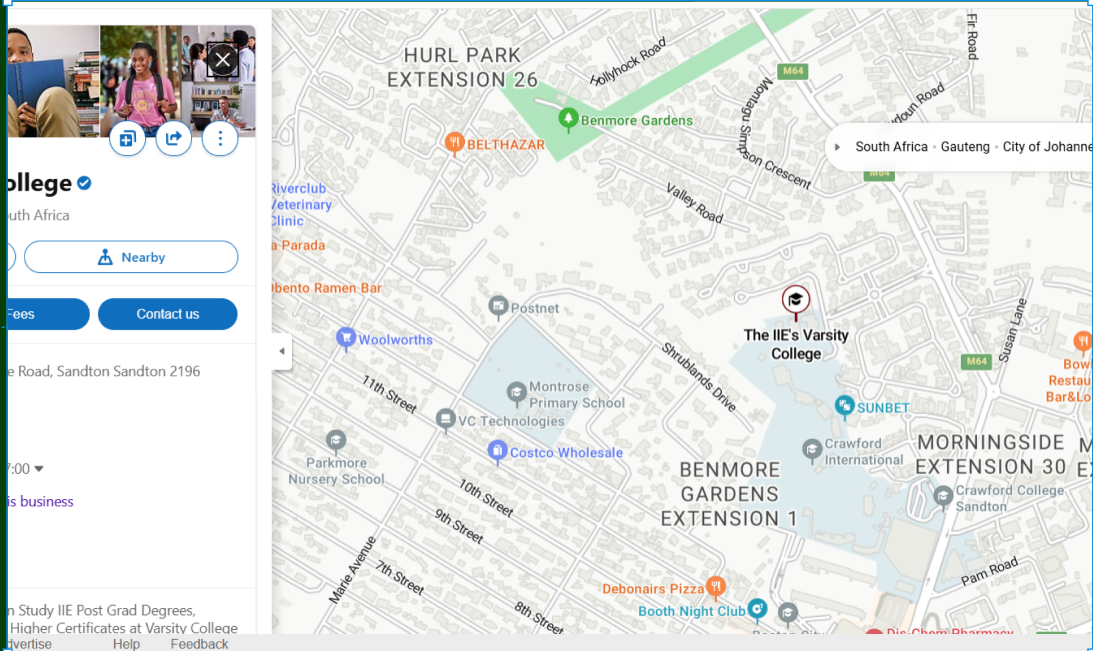 ollege
outh Africa
Nearby
Fees
Contact us
e Road, Sandton Sandton 2196
7:00
is business
n Study IIE Post Grad Degrees,
Higher Certificates at Varsity College
dvertise
Help
Feedback
HURL PARK
EXTENSION 26
Hollyhock Road
M64
Fir Road
Montagu Simpson Crescent
Benmore Gardens
BELTHAZAR
South Africa
Gauteng
City of Johanne
M64
Riverclub
Veterinary
Clinic
Valley Road
a Parada
Obento Ramen Bar
Postnet
Woolworths
The IIE's Varsity
College
Susan Lane
M64
Shrublands Drive
11th Street
Montrose
Primary School
VC Technologies
Bow
Restau
Bar&Lo
SUNBET
Costco Wholesale
Crawford
International
MORNINGSIDE
EXTENSION 30
M
E
Parkmore
Nursery School
BENMORE
GARDENS
EXTENSION 1
10th Street
Crawford College
Sandton
9th Street
Marie Avenue
7th Street
Pam Road
Debonairs Pizza
8th Street
Booth Night Club
Dis-Chem Pharmacy